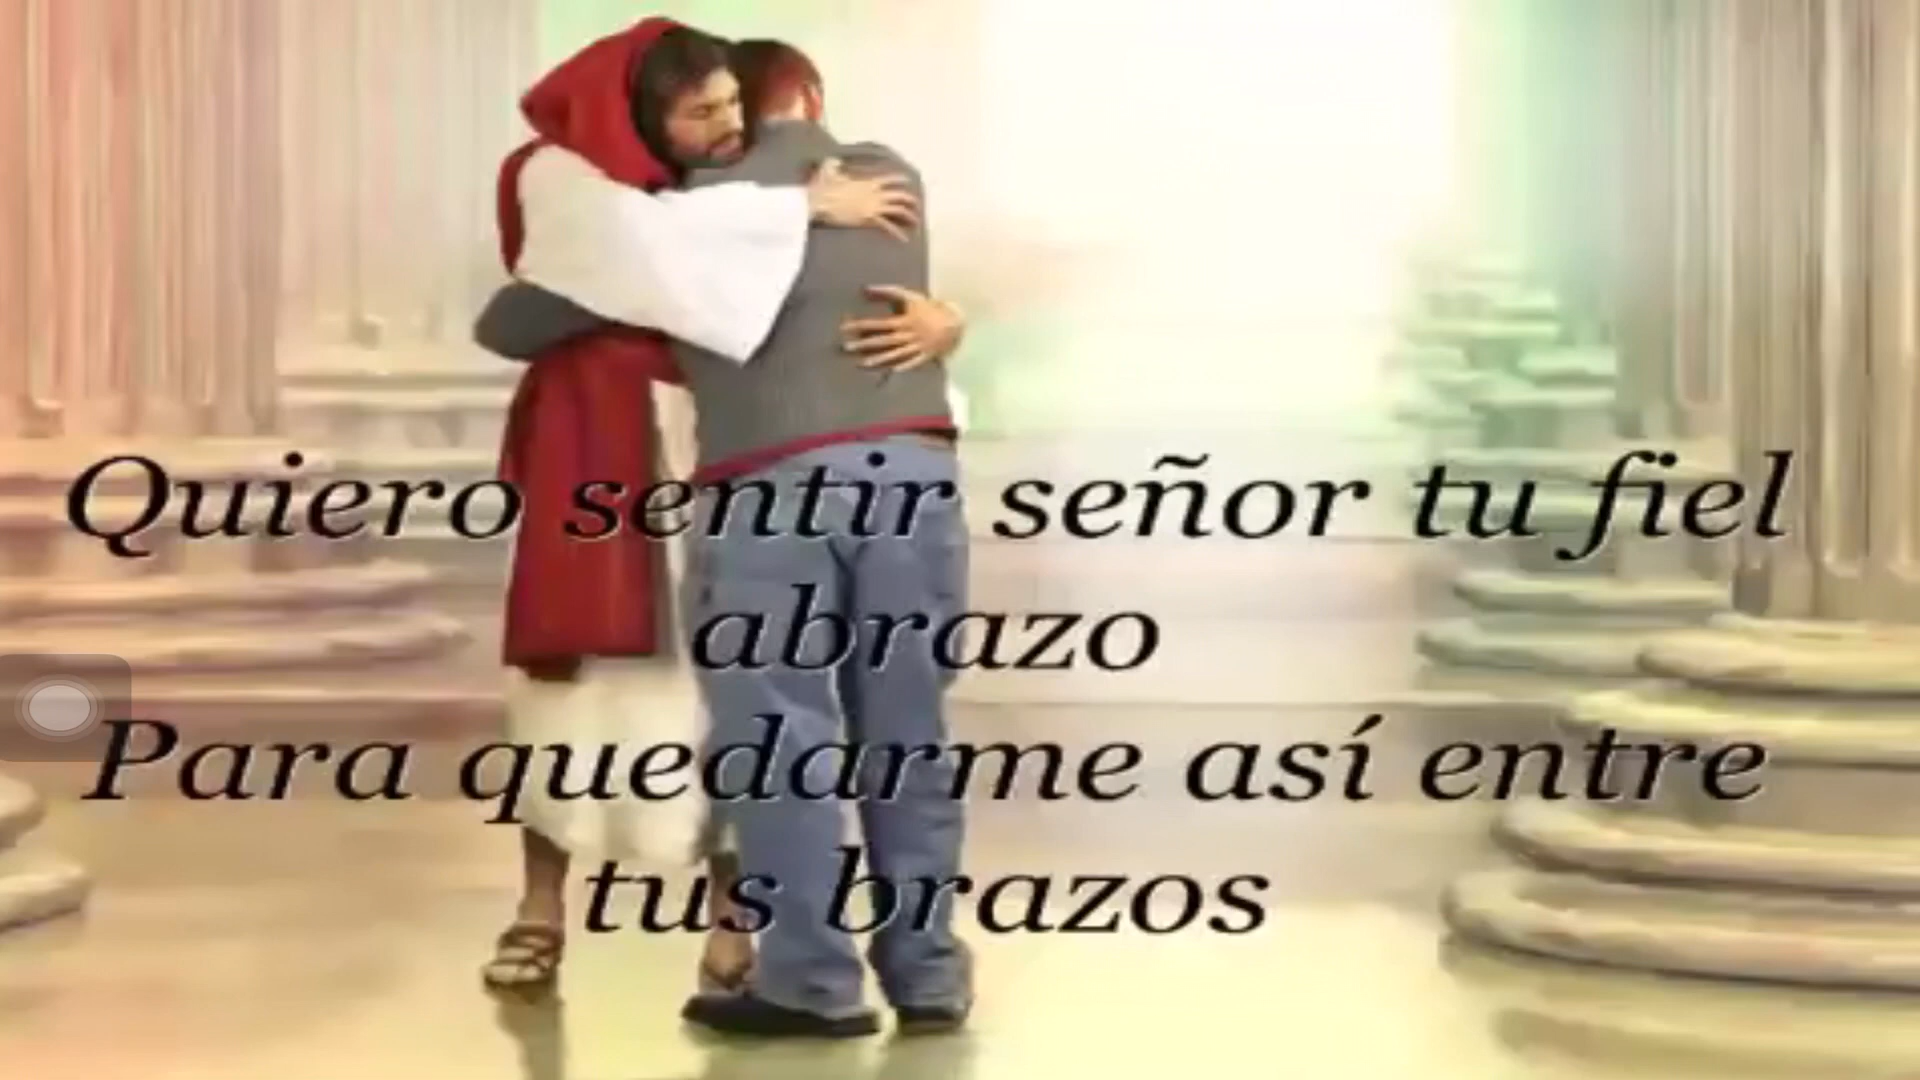 Quiero sentir señor tu fiel
abrazo
Para quedarme así entre
tus brazos